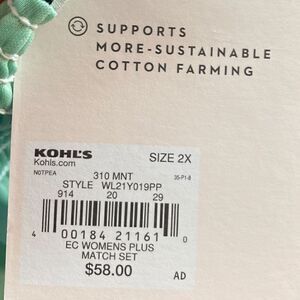 SUPPORTS
MORE-SUSTAINABLE
COTTON FARMING
KOHL'S
Kohls.com
SIZE 2X
N0TPEA
310 MNT
35-P1-8
STYLE WL21Y019PP
914 20 29
4 00184 21161 0
EC WOMENS PLUS
MATCH SET
$58.00
AD